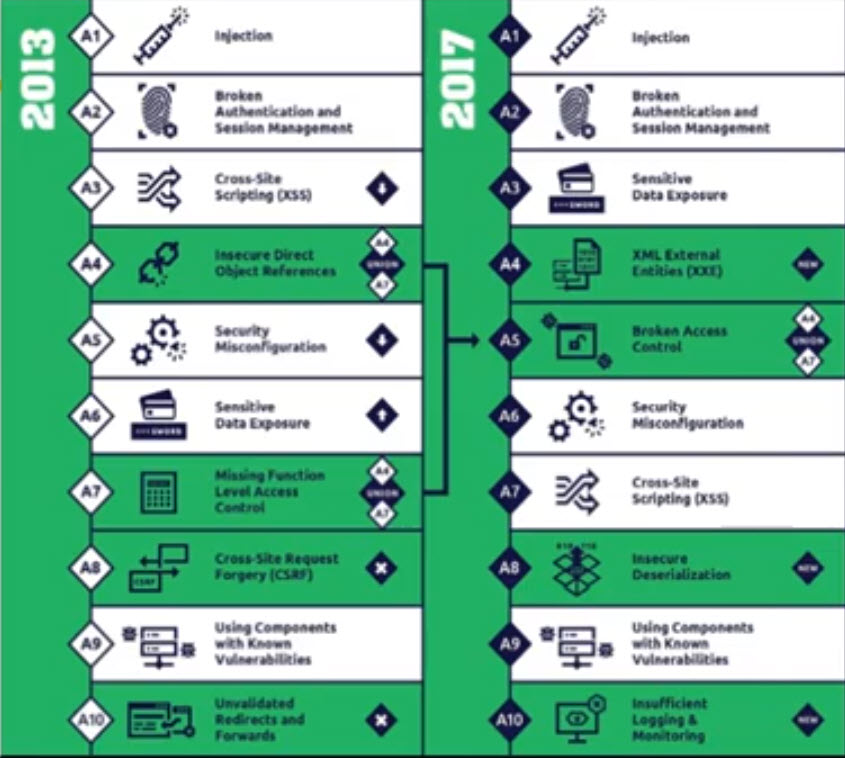 2013
A1
Injection
A2
Broken
Authentication and
Session Management
A3
Cross-Site
Scripting (XSS)
A4
Insecure Direct
Object References
A4
UNION
A7
A5
Security
Misconfiguration
A6
Sensitive
Data Exposure
A7
Missing Function
Level Access
Control
A4
UNION
A7
A8
CSRF
Cross-Site Request
Forgery (CSRF)
A9
Using Components
with Known
Vulnerabilities
A10
Unvalidated
Redirects and
Forwards
2017
A1
Injection
A2
Broken
Authentication and
Session Management
A3
Sensitive
Data Exposure
A4
XML External
Entities (XXE)
NEW
A5
Broken Access
Control
A4
UNION
A7
A6
Security
Misconfiguration
A7
Cross-Site
Scripting (XSS)
A8
Insecure
Deserialization
NEW
A9
Using Components
with Known
Vulnerabilities
A10
Insufficient
Logging &
Monitoring
NEW